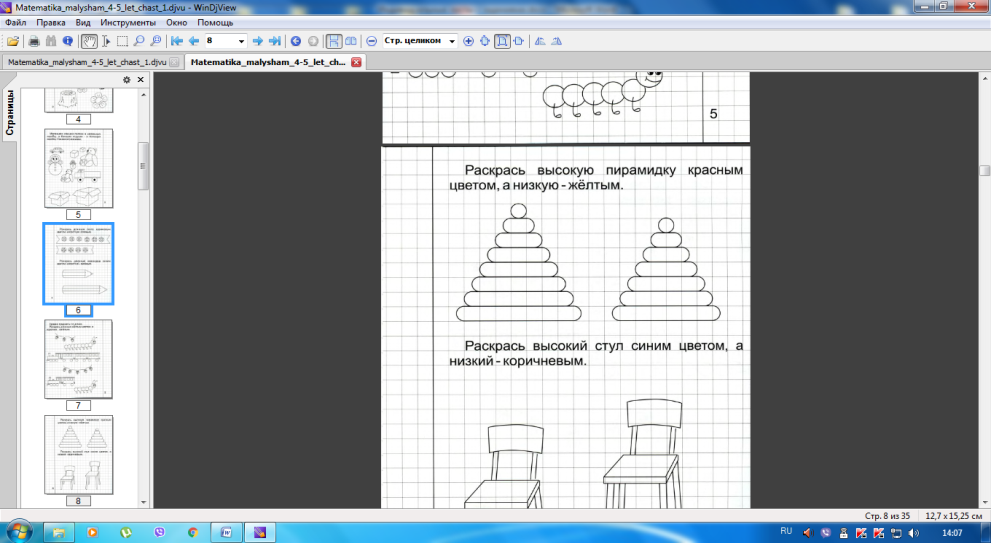 Matematika_malysham_4-5_let_chast_1.djvu - WinDjView
Файл Правка Вид Инструменты Окно Помощь
8
Стр. целиком
Matematika_malysham_4-5_let_chast_1.djvu
Matematika_malysham_4-5_let_ch...
Страницы
4
5
6
7
8
5
Раскрась высокую пирамидку красным
цветом, а низкую - жёлтым.
Раскрась высокий стул синим цветом, а
низкий - коричневым.
Стр. 8 из 35 12,7 x 15,25 см
RU 14:07